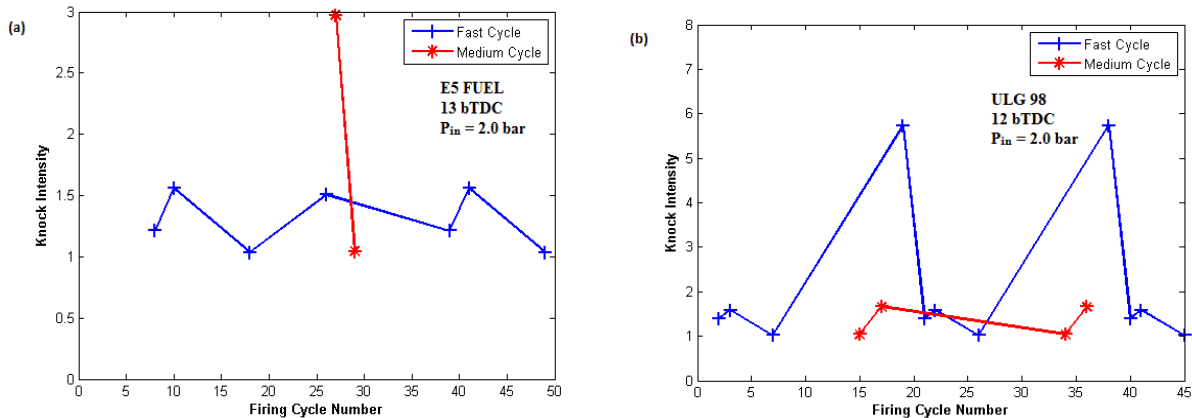 (a)
3
2.5
2
1.5
1
0.5
0
0 5 10 15 20 25 30 35 40 45 50
Knock Intensity
Firing Cycle Number
Fast Cycle
Medium Cycle
E5 FUEL
13 bTDC
Pin = 2.0 bar
(b)
8
7
6
5
4
3
2
1
0
0 5 10 15 20 25 30 35 40 45
Knock Intensity
Firing Cycle Number
Fast Cycle
Medium Cycle
ULG 98
12 bTDC
Pin = 2.0 bar